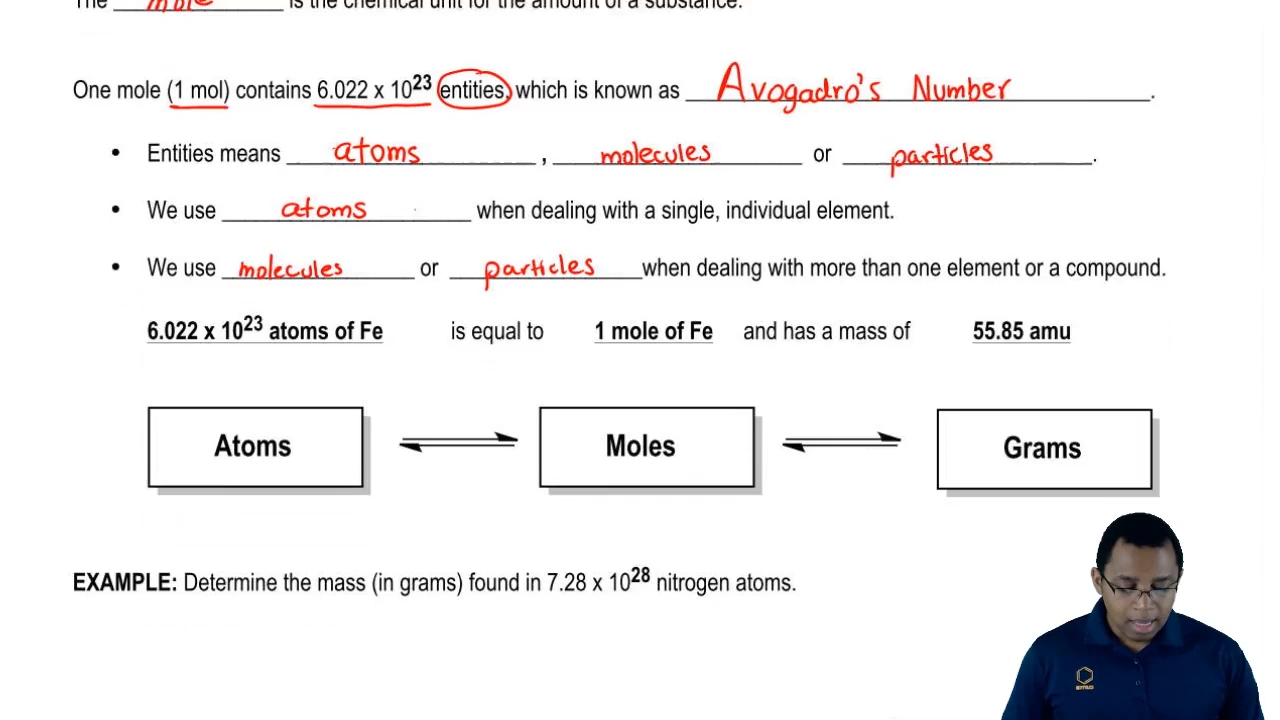 The mole is the chemical unit for the amount of a substance.
One mole (1 mol) contains 6.022 x 10²³ entities, which is known as Avogadro's Number.
• Entities means atoms, molecules or particles.
• We use atoms when dealing with a single, individual element.
• We use molecules or particles when dealing with more than one element or a compound.
6.022 x 10²³ atoms of Fe is equal to 1 mole of Fe and has a mass of 55.85 amu
Atoms Moles Grams
EXAMPLE: Determine the mass (in grams) found in 7.28 x 10²⁸ nitrogen atoms.